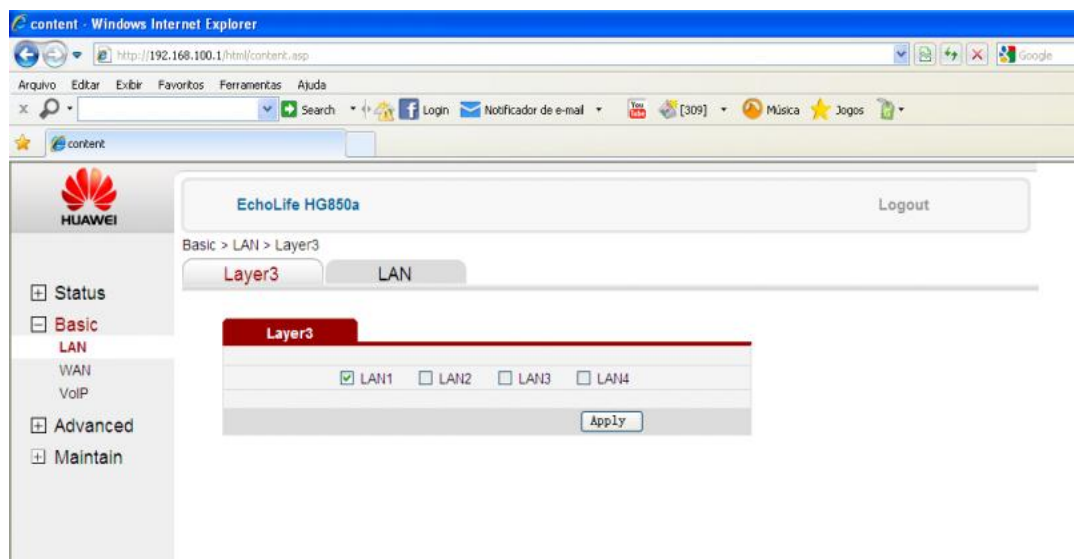 content - Windows Internet Explorer
http://192.168.100.1/html/content.asp
Google
Arquivo Editar Exibir Favoritos Ferramentas Ajuda
x Search Login Notificador de e-mail You Tube [309] Música Jogos
content
HUAWEI
EchoLife HG850a
Logout
Basic > LAN > Layer3
Layer3 LAN
Status
Basic
LAN
WAN
VoIP
Advanced
Maintain
Layer3
LAN1 LAN2 LAN3 LAN4
Apply